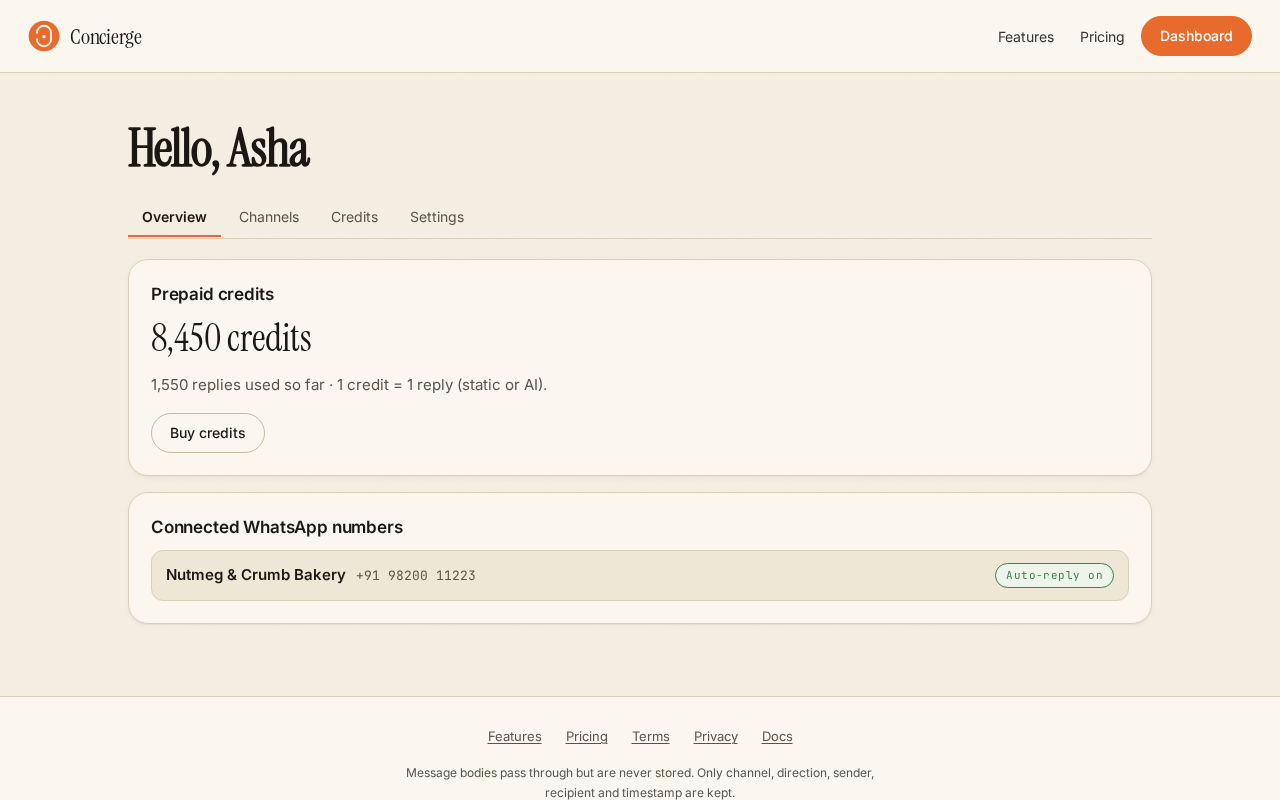 Concierge
Features Pricing Dashboard
Hello, Asha
Overview Channels Credits Settings
Prepaid credits
8,450 credits
1,550 replies used so far · 1 credit = 1 reply (static or AI).
Buy credits
Connected WhatsApp numbers
Nutmeg & Crumb Bakery +91 98200 11223 Auto-reply on
Features Pricing Terms Privacy Docs
Message bodies pass through but are never stored. Only channel, direction, sender,
recipient and timestamp are kept.